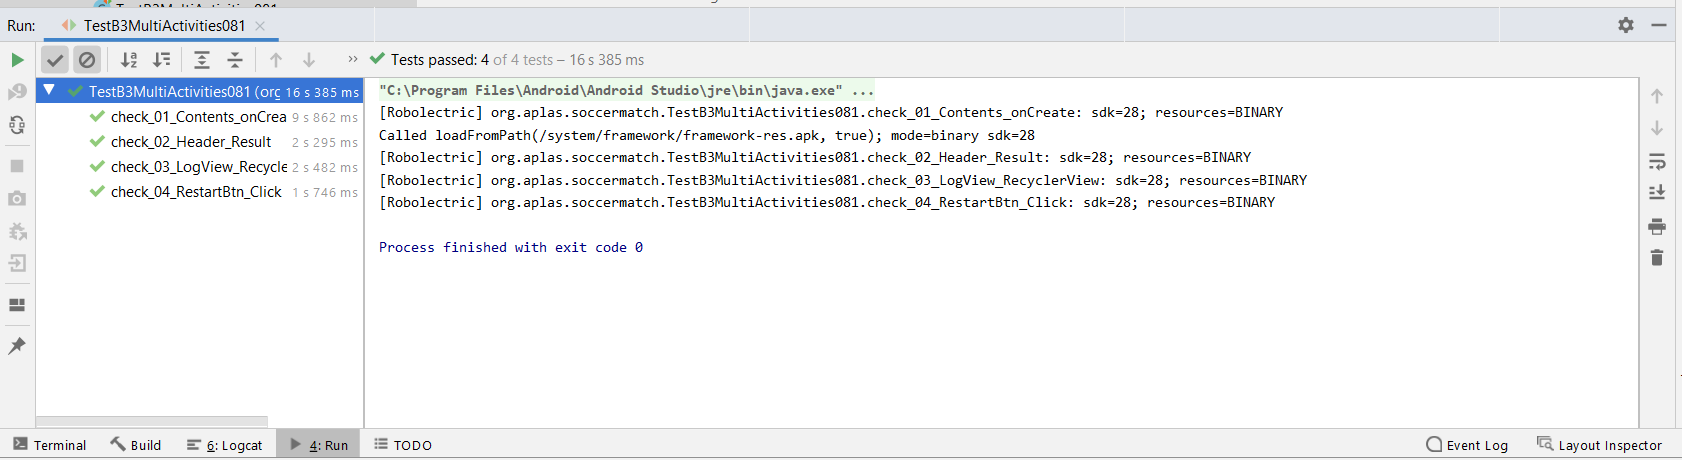 TestB3MultiActivities081
Run: TestB3MultiActivities081
Tests passed: 4 of 4 tests – 16 s 385 ms
TestB3MultiActivities081 (org 16 s 385 ms
check_01_Contents_onCrea 9 s 862 ms
check_02_Header_Result 2 s 295 ms
check_03_LogView_Recycle 2 s 482 ms
check_04_RestartBtn_Click 1 s 746 ms
"C:\Program Files\Android\Android Studio\jre\bin\java.exe" ...
[Robolectric] org.aplas.soccermatch.TestB3MultiActivities081.check_01_Contents_onCreate: sdk=28; resources=BINARY
Called loadFromPath(/system/framework/framework-res.apk, true); mode=binary sdk=28
[Robolectric] org.aplas.soccermatch.TestB3MultiActivities081.check_02_Header_Result: sdk=28; resources=BINARY
[Robolectric] org.aplas.soccermatch.TestB3MultiActivities081.check_03_LogView_RecyclerView: sdk=28; resources=BINARY
[Robolectric] org.aplas.soccermatch.TestB3MultiActivities081.check_04_RestartBtn_Click: sdk=28; resources=BINARY
Process finished with exit code 0
Terminal Build 6: Logcat 4: Run TODO Event Log Layout Inspector